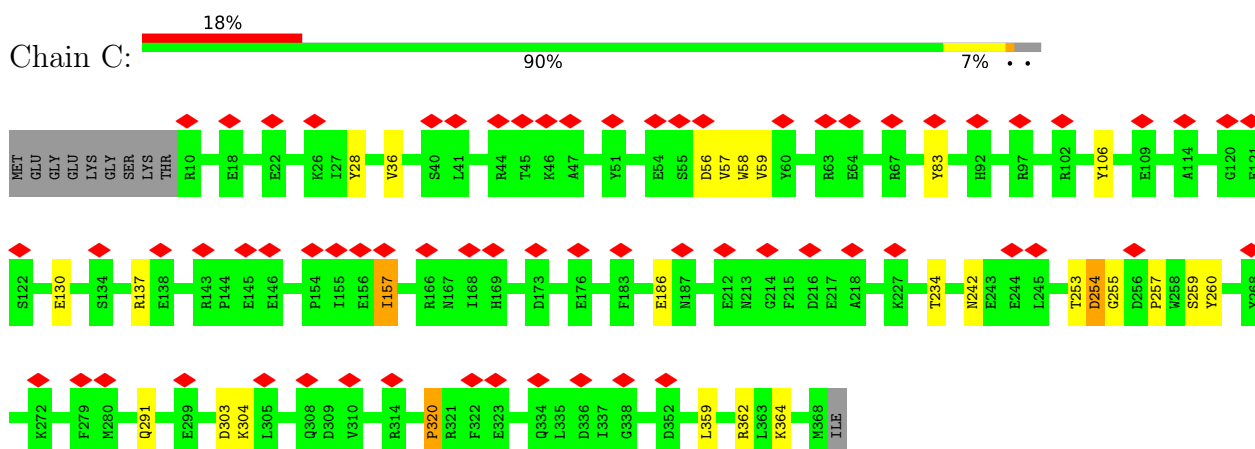 18%
Chain C:
90% 7% • •
MET GLU GLY GLU LYS GLY SER LYS THR R10 E18 E22 K26 I27 Y28 V36 S40 L41 R44 T45 K46 A47 Y51 E54 S55 D56 V57 W58 V59 Y60 R63 E64 R67 Y83 H92 R97 R102 Y106 E109 A114 G120
S122 E130 S134 R137 E138 R143 P144 E145 E146 P154 I155 E156 I157 R166 N167 I168 H169 D173 E176 F183 E186 N187 E212 N213 G214 F215 D216 E217 A218 K227 T234 N242 E243 E244 L245 T253 D254 G255 D256 P257 W258 S259 Y260
K272 F279 M280 Q291 E299 D303 K304 L305 Q308 D309 V310 R314 P320 R321 F322 E323 Q334 L335 D336 I337 G338 D352 L359 R362 L363 K364 M368 ILE